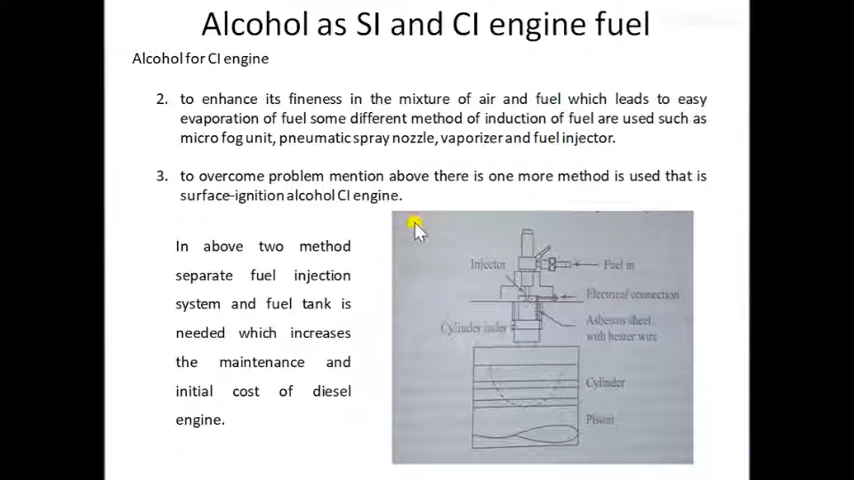 Alcohol as SI and CI engine fuel
Alcohol for CI engine
2. to enhance its fineness in the mixture of air and fuel which leads to easy
evaporation of fuel some different method of induction of fuel are used such as
micro fog unit, pneumatic spray nozzle, vaporizer and fuel injector.
3. to overcome problem mention above there is one more method is used that is
surface-ignition alcohol CI engine.
In above two method
separate fuel injection
system and fuel tank is
needed which increases
the maintenance and
initial cost of diesel
engine.
Injector
Fuel
Electrical connection
Asbestos sheet
with heater wire
Cylinder
Cylinder
Piston